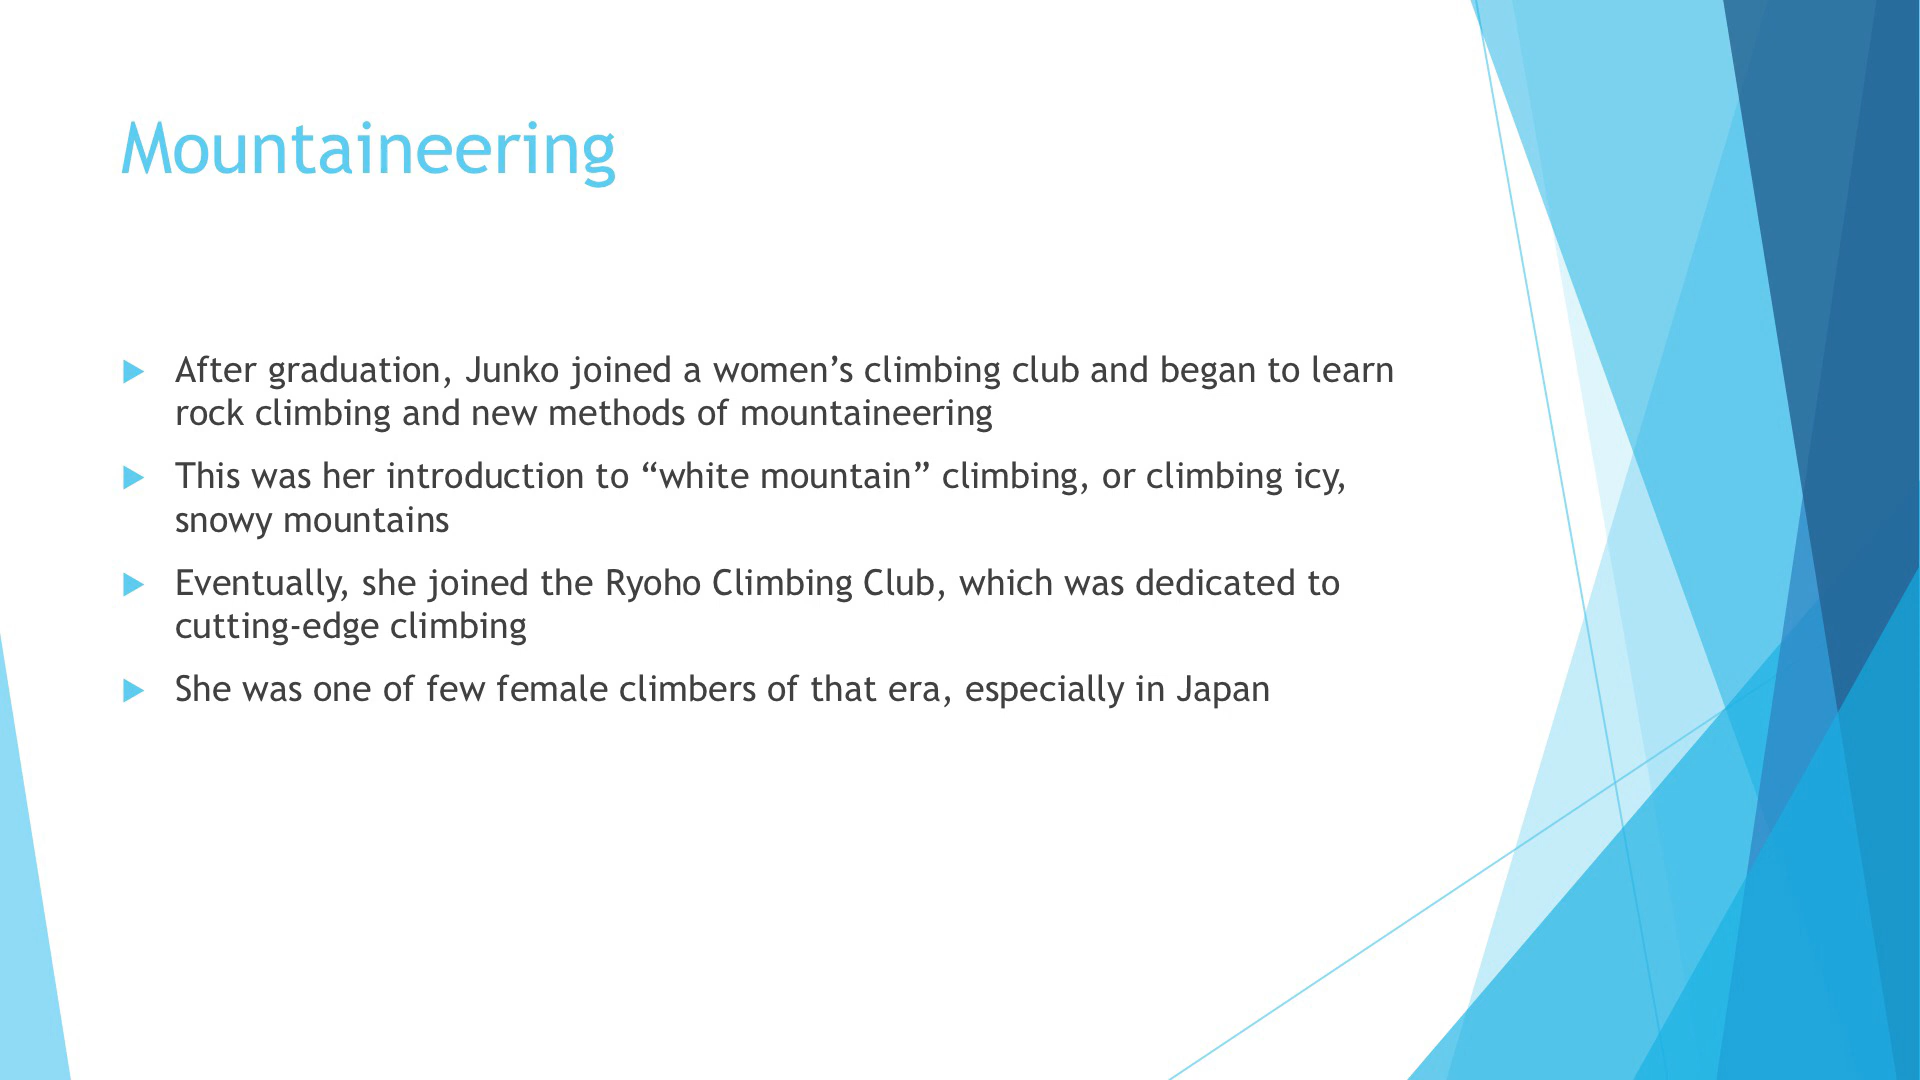 Mountaineering
After graduation, Junko joined a women’s climbing club and began to learn
rock climbing and new methods of mountaineering
This was her introduction to “white mountain” climbing, or climbing icy,
snowy mountains
Eventually, she joined the Ryoho Climbing Club, which was dedicated to
cutting-edge climbing
She was one of few female climbers of that era, especially in Japan